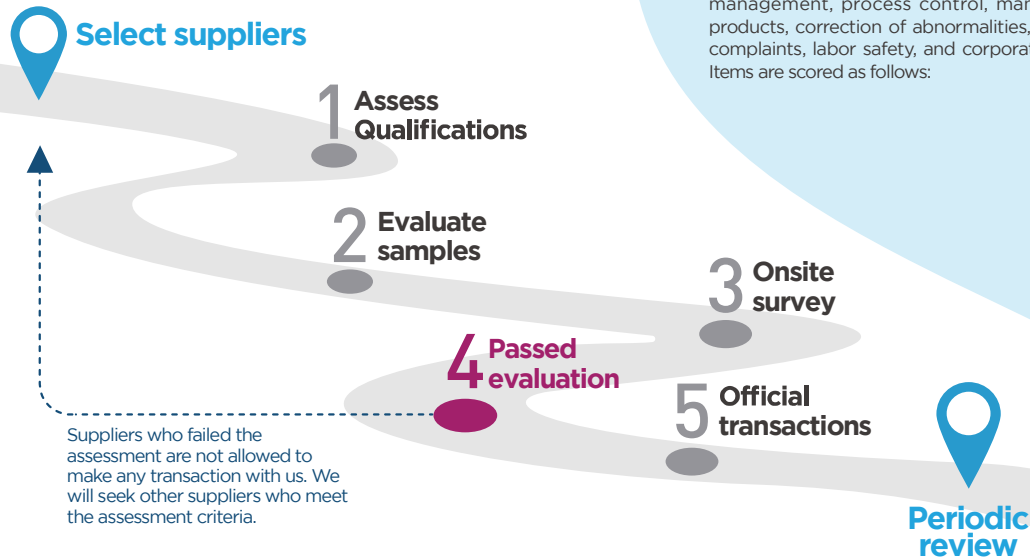 Select suppliers
management, process control,
products, correction of abnormalities,
complaints, labor safety, and
Items are scored as follows:
1 Assess
Qualifications
2 Evaluate
samples
3 Onsite
survey
4 Passed
evaluation
5 Official
transactions
Suppliers who failed the
assessment are not allowed to
make any transaction with us. We
will seek other suppliers who meet
the assessment criteria.
Periodic
review